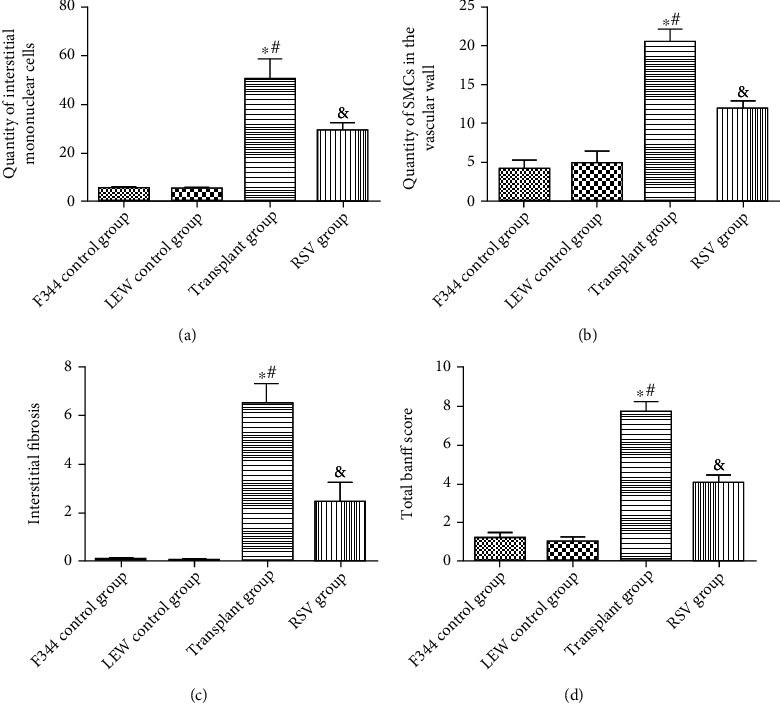 Quantity of interstitial
mononuclear cells
80
60
40
20
0
*#
&
F344 control group
LEW control group
Transplant group
RSV group
(a)
Quantity of SMCs in the
vascular wall
25
20
15
10
5
0
*#
&
F344 control group
LEW control group
Transplant group
RSV group
(b)
Interstitial fibrosis
8
6
4
2
0
*#
&
F344 control group
LEW control group
Transplant group
RSV group
(c)
Total banff score
10
8
6
4
2
0
*#
&
F344 control group
LEW control group
Transplant group
RSV group
(d)